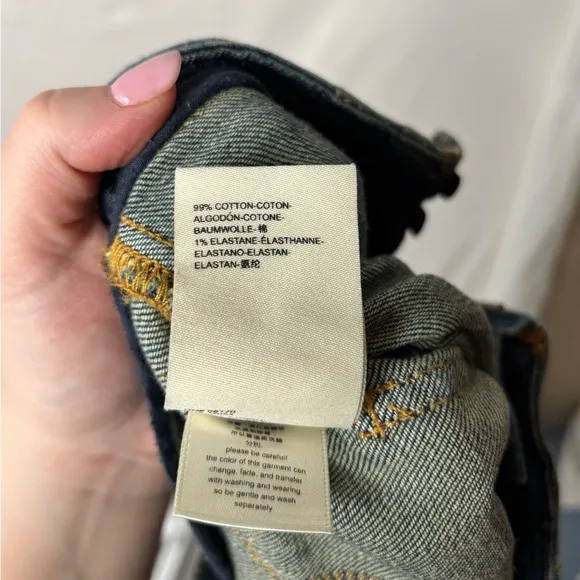 99% COTTON-COTON-
ALGODÓN-COTONE-
BAUMWOLLE-棉
1% ELASTANE-ÉLASTHANNE-
ELASTANO-ELASTAN-
ELASTAN-氨纶
分批
please be careful!
the color of this garment can
change, fade, and transfer
with washing and wearing.
so be gentle and wash
separately.